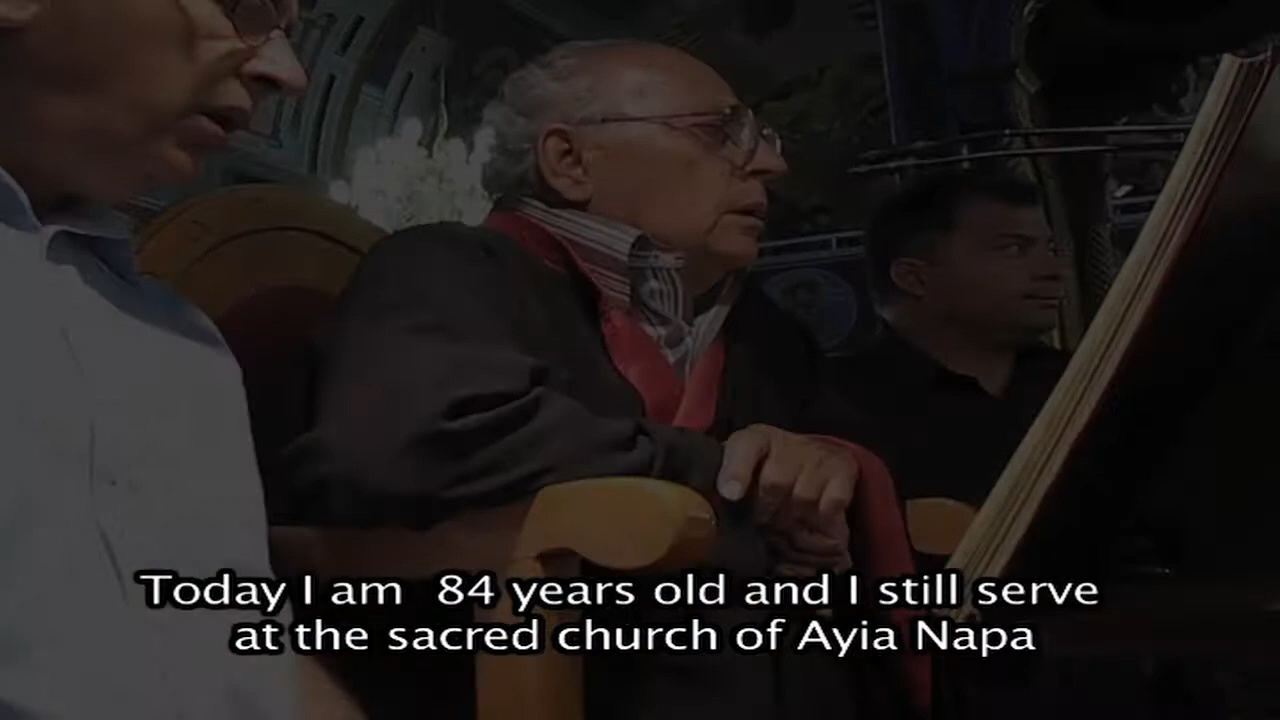 Today I am  84 years old and I still serve
at the sacred church of Ayia Napa